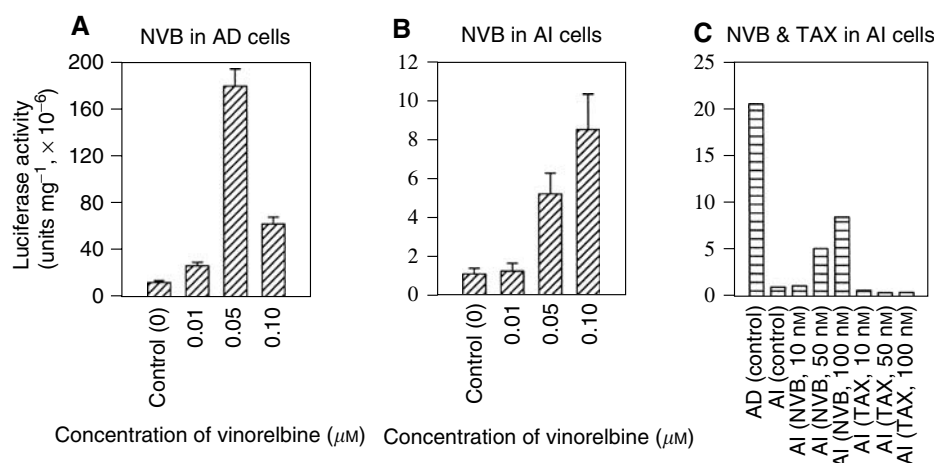 A
NVB in AD cells
Luciferase activity
(units mg⁻¹, × 10⁻⁶)
200
160
120
80
40
0
Control (0)
0.01
0.05
0.10
Concentration of vinorelbine (μM)
B
NVB in AI cells
12
10
8
6
4
2
0
Control (0)
0.01
0.05
0.10
Concentration of vinorelbine (μM)
C
NVB & TAX in AI cells
25
20
15
10
5
0
AD (control)
AI (control)
AI (NVB, 10 nM)
AI (NVB, 50 nM)
AI (NVB, 100 nM)
AI (TAX, 10 nM)
AI (TAX, 50 nM)
AI (TAX, 100 nM)